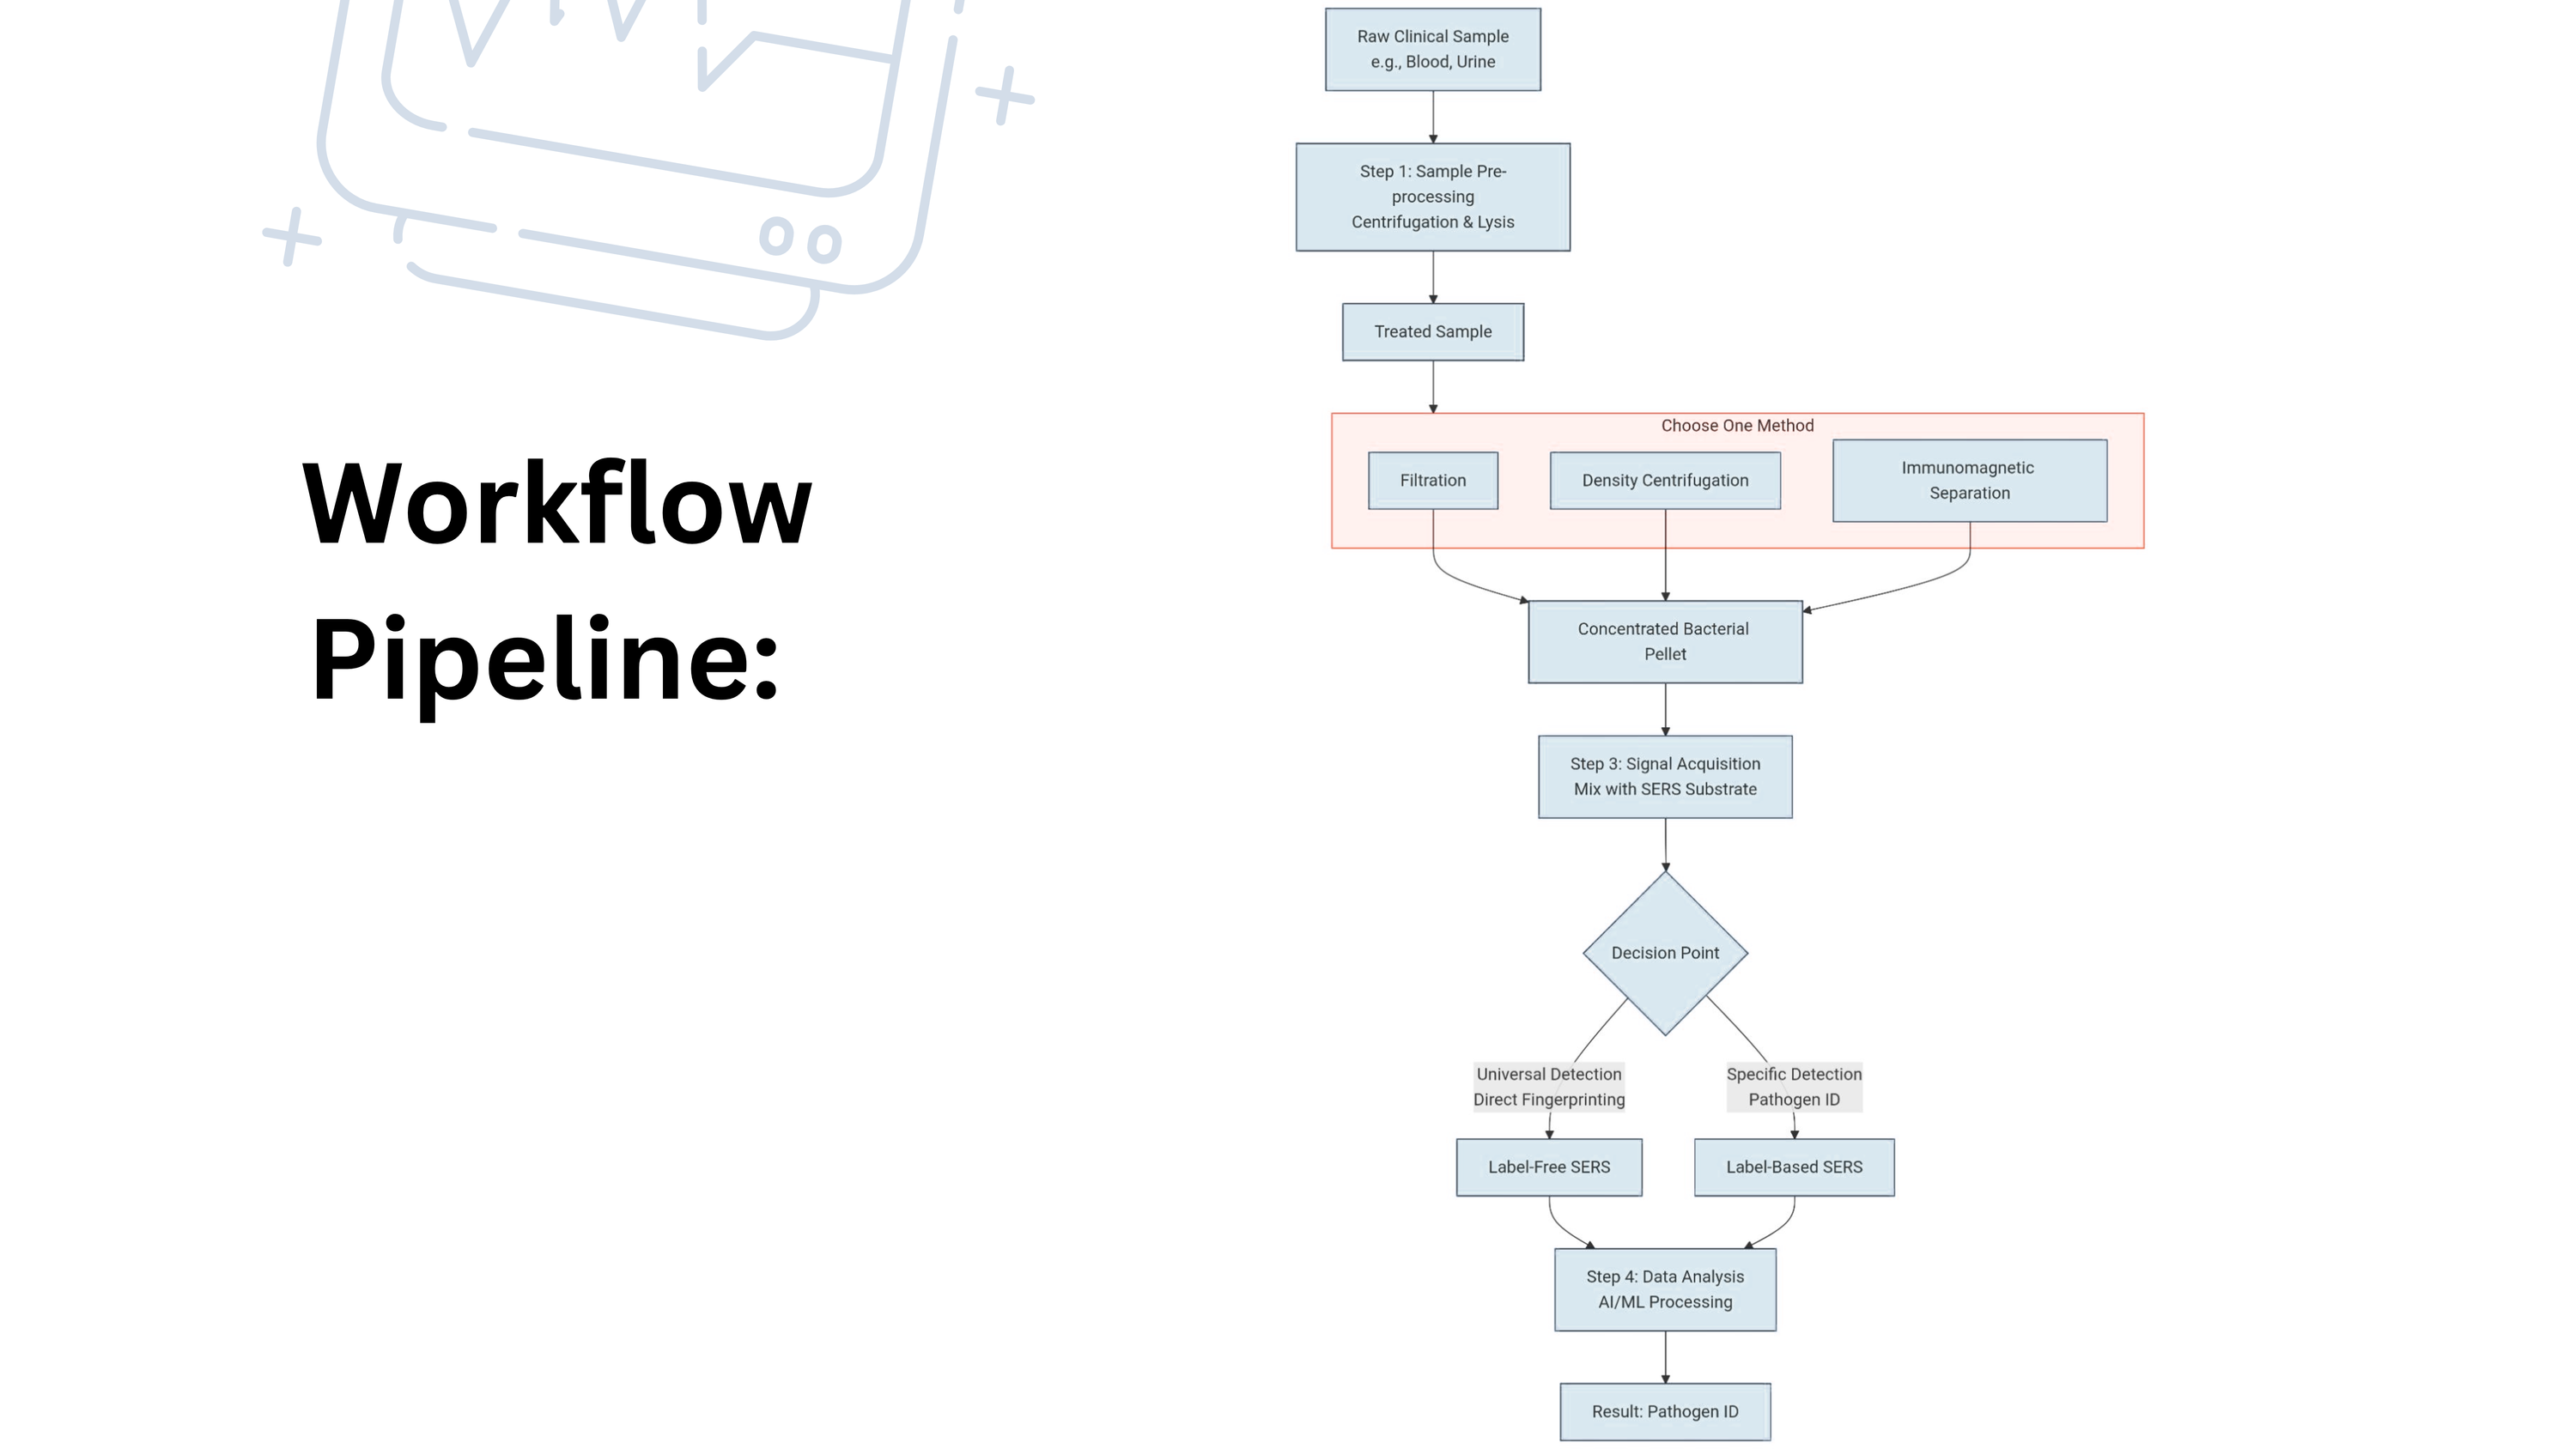 Workflow
Pipeline:
Raw Clinical Sample
e.g., Blood, Urine
Step 1: Sample Pre-
processing
Centrifugation & Lysis
Treated Sample
Choose One Method
Filtration
Density Centrifugation
Immunomagnetic
Separation
Concentrated Bacterial
Pellet
Step 3: Signal Acquisition
Mix with SERS Substrate
Decision Point
Universal Detection
Direct Fingerprinting
Specific Detection
Pathogen ID
Label-Free SERS
Label-Based SERS
Step 4: Data Analysis
AI/ML Processing
Result: Pathogen ID